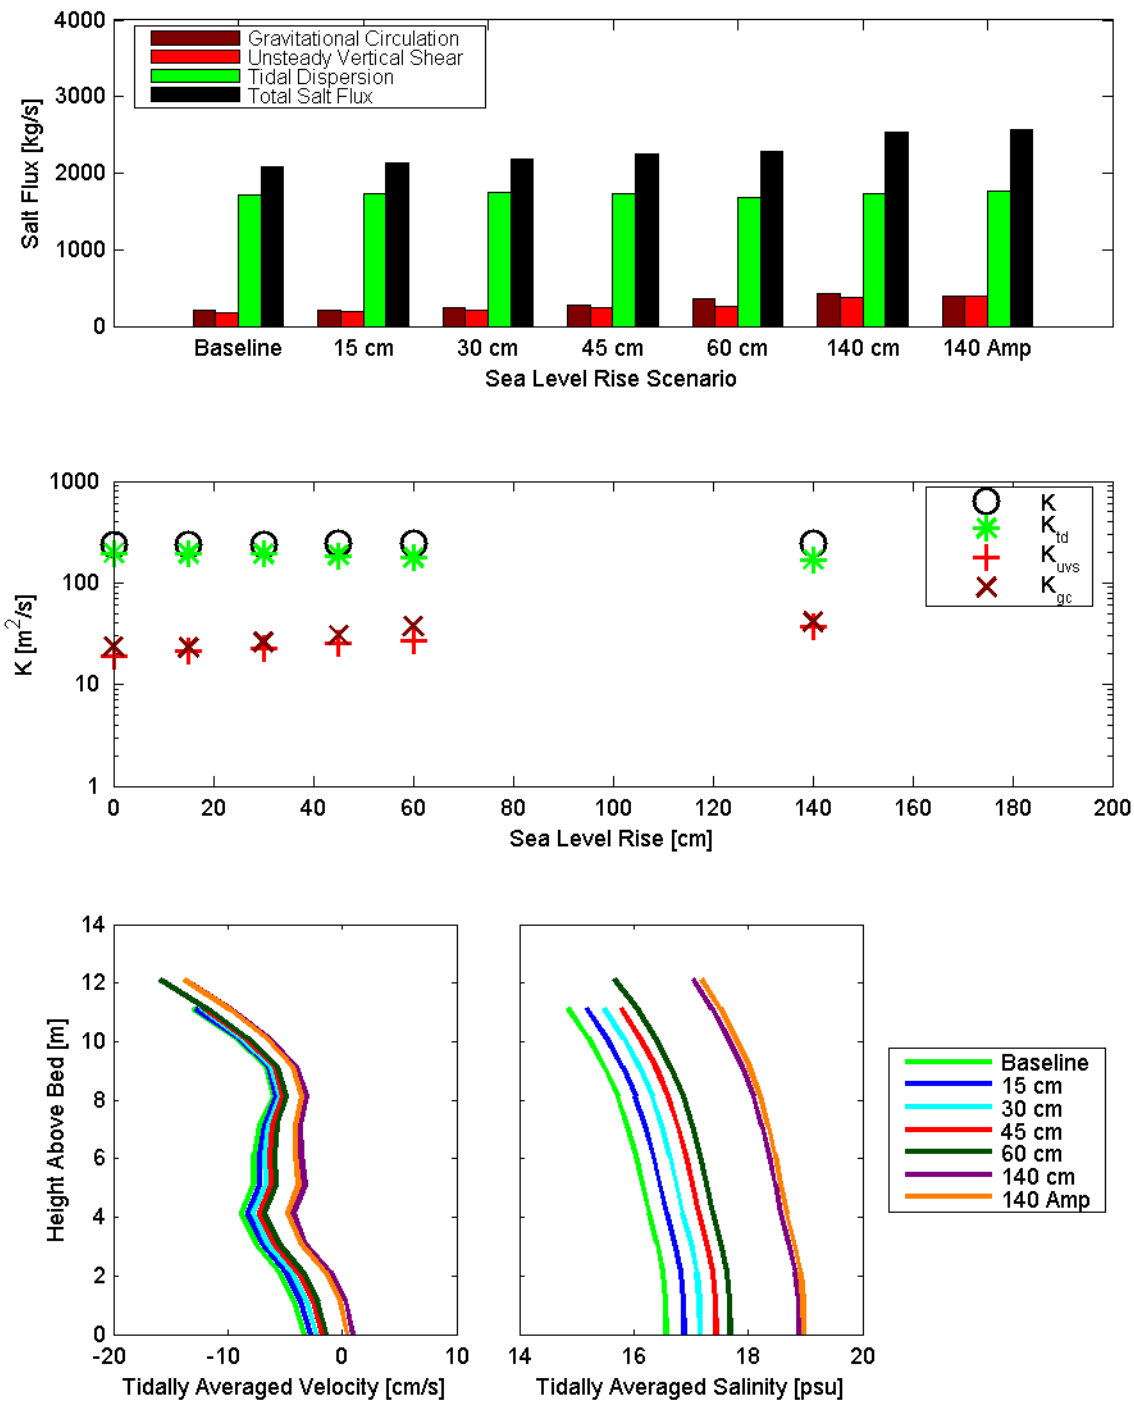 4000
3000
2000
1000
0
Salt Flux [kg/s]
Gravitational Circulation
Unsteady Vertical Shear
Tidal Dispersion
Total Salt Flux
Baseline 15 cm 30 cm 45 cm 60 cm 140 cm 140 Amp
Sea Level Rise Scenario
1000
100
10
1
K [m²/s]
K
K_td
K_uvs
K_gc
0 20 40 60 80 100 120 140 160 180 200
Sea Level Rise [cm]
14
12
10
8
6
4
2
0
Height Above Bed [m]
-20 -10 0 10
Tidally Averaged Velocity [cm/s]
14 16 18 20
Tidally Averaged Salinity [psu]
Baseline
15 cm
30 cm
45 cm
60 cm
140 cm
140 Amp